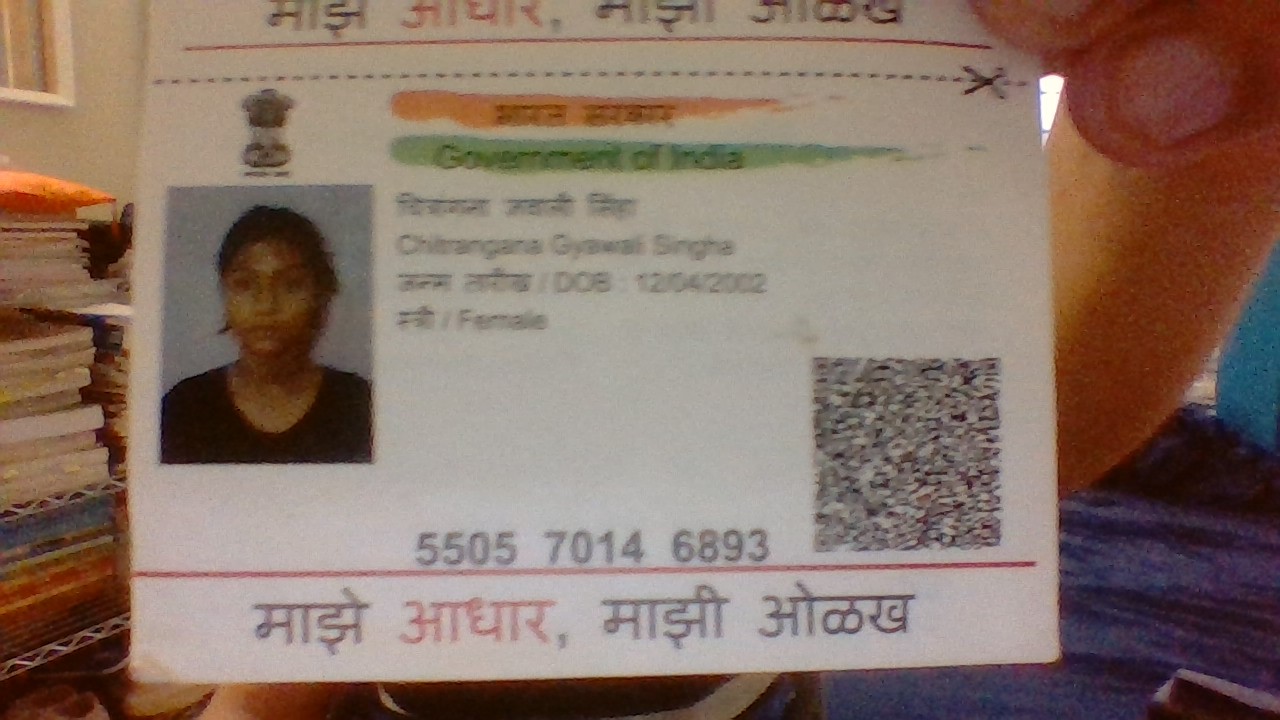 माझे आधार, माझी ओळख
भारत सरकार
Government of India
Chitrangana Gyawali Singha
जन्म तारीख / DOB : 12/04/2002
स्त्री / Female
5505 7014 6893
माझे आधार, माझी ओळख